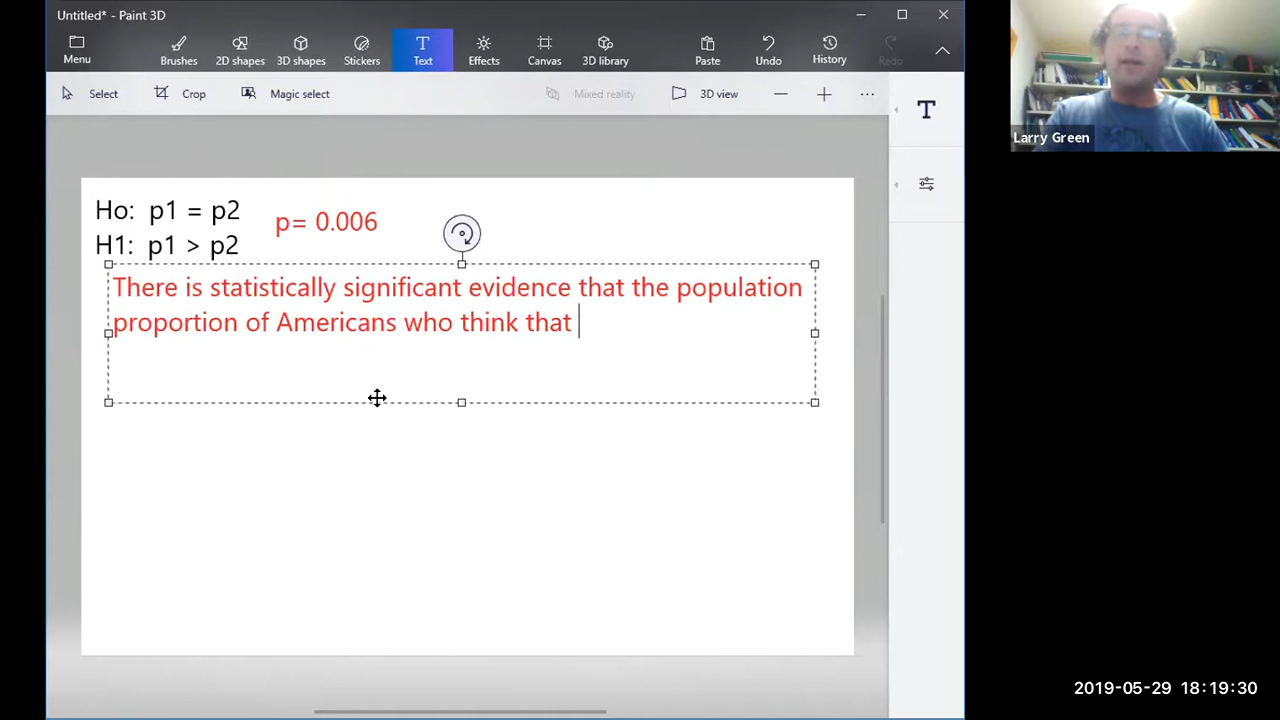 Untitled* - Paint 3D
Menu
Brushes
2D shapes
3D shapes
Stickers
Text
Effects
Canvas
3D library
Paste
Undo
History
Redo
Select
Crop
Magic select
Mixed reality
3D view
Larry Green
Ho: p1 = p2
H1: p1 > p2
p= 0.006
There is statistically significant evidence that the population
proportion of Americans who think that
2019-05-29 18:19:30